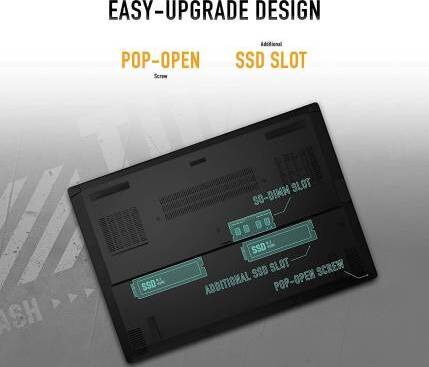 EASY-UPGRADE DESIGN
Additional
POP-OPEN SSD SLOT
Screw
SO-DIMM SLOT
SSD
SSD
ADDITIONAL SSD SLOT
POP-OPEN SCREW
ASH